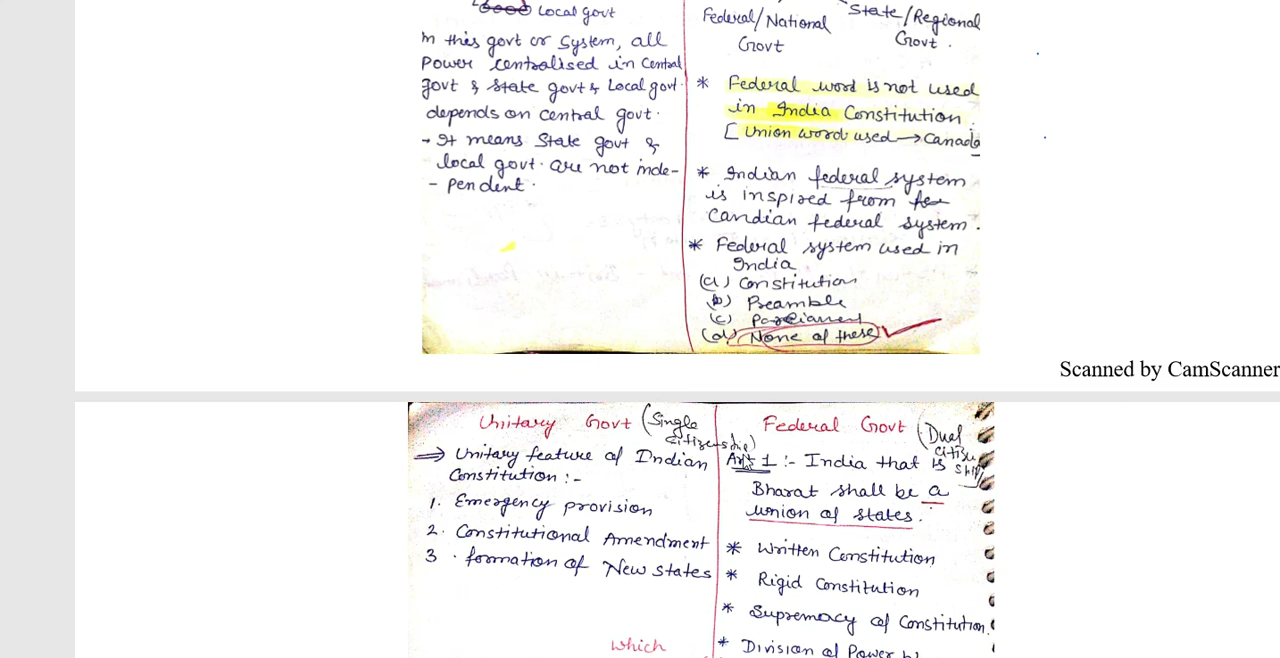 Local govt
In this govt or System, all
Power centralised in Central
govt & State govt & Local govt.
depends on central govt.
→ It means State govt &
local govt. are not inde-
- pendent.
Federal/National
Govt
State/Regional
Govt.
* Federal word is not used
in India Constitution
[Union word used → Canada
* Indian federal system
is inspired from
Candian federal system.
* Federal system used in
India
(a) Constitution
(b) Preamble
(c) Parliament
(d) None of these
Scanned by CamScanner
Unitary Govt (Single
citizenship)
⇒ Unitary feature of Indian
Constitution :-
1. Emergency provision
2. Constitutional Amendment
3. formation of New states
which
Federal Govt (Dual
citizenship)
Art 1 :- India that is
Bharat shall be a
union of states.
* Written Constitution
* Rigid Constitution
* Supremacy of Constitution.
* Division of Power